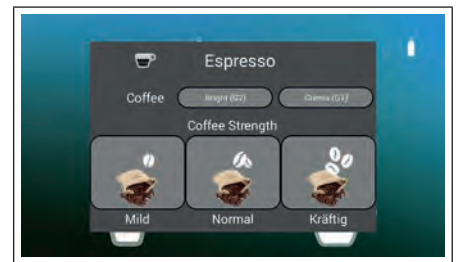 Espresso
Coffee Bright (G2) Crema (G1)
Coffee Strength
Mild Normal Kräftig